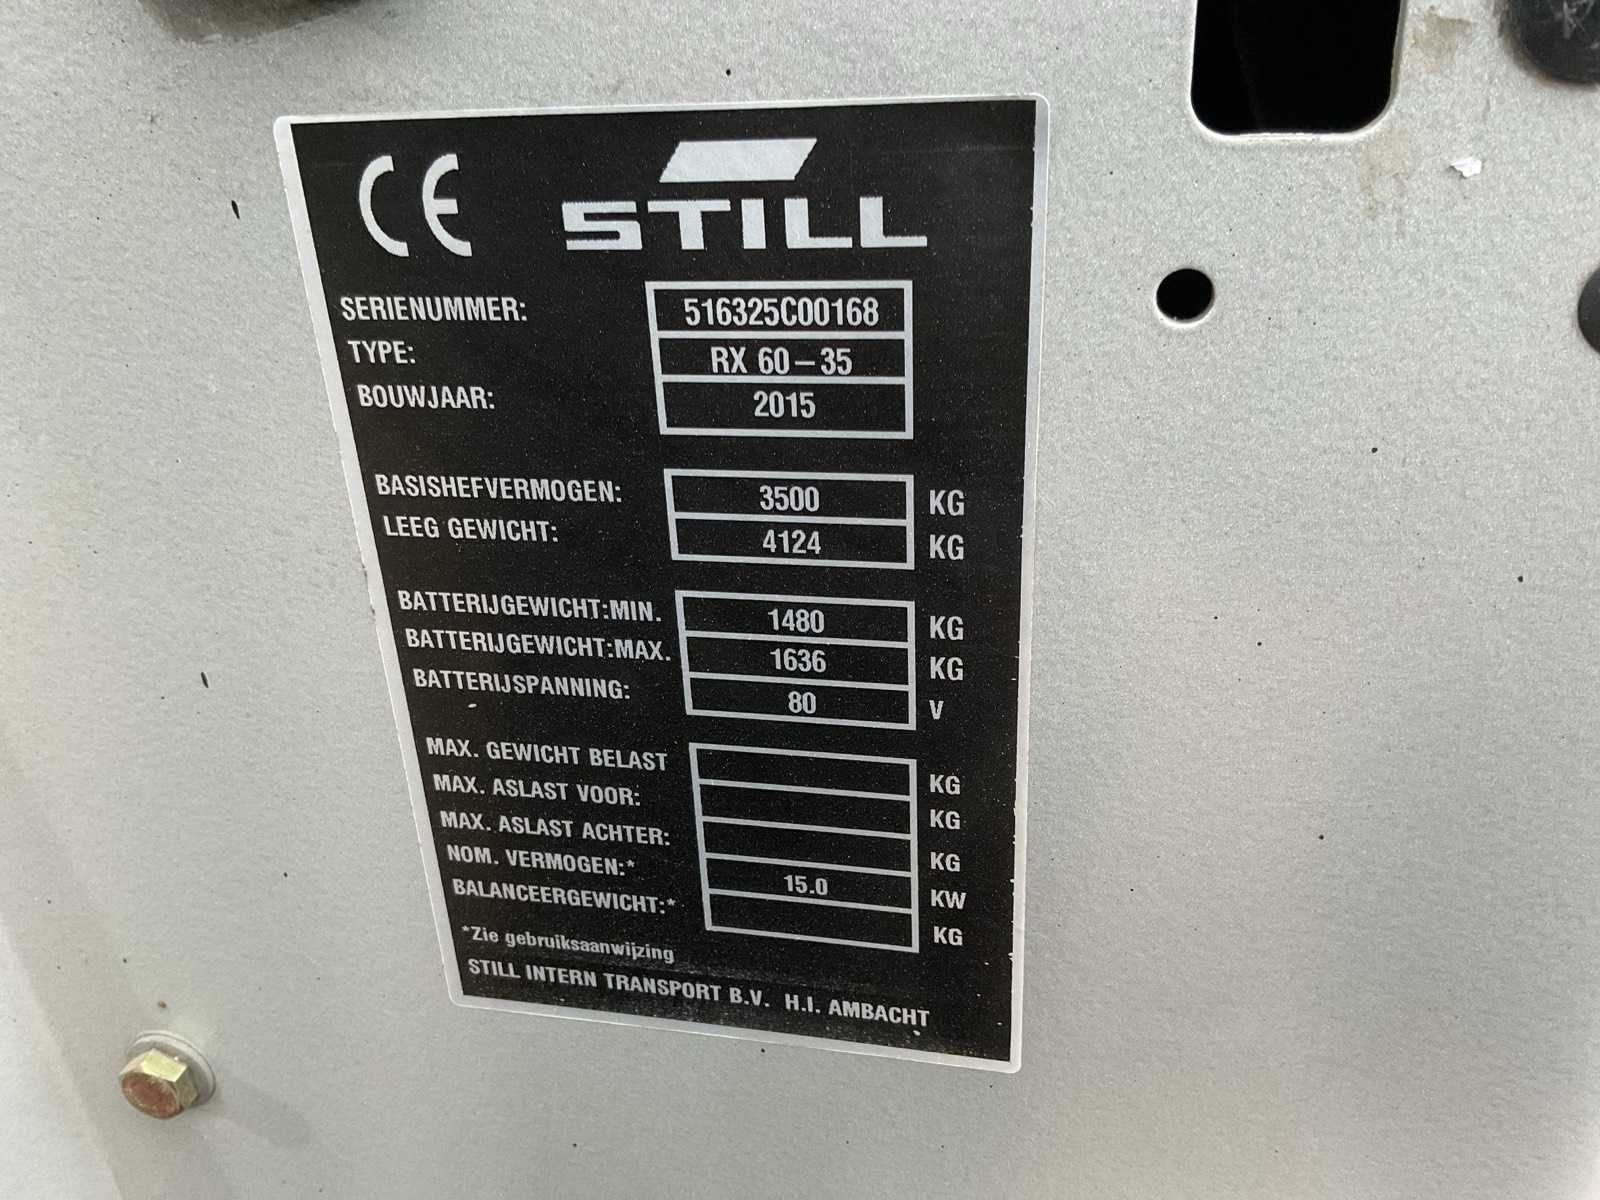 CE STILL
SERIENUMMER: 516325C00168
TYPE: RX 60-35
BOUWJAAR: 2015
BASISHEFVERMOGEN: 3500 KG
LEEG GEWICHT: 4124 KG
BATTERIJGEWICHT:MIN. 1480 KG
BATTERIJGEWICHT:MAX. 1636 KG
BATTERIJSPANNING: 80 V
MAX. GEWICHT BELAST KG
MAX. ASLAST VOOR: KG
MAX. ASLAST ACHTER: KG
NOM. VERMOGEN:* 15.0 KW
BALANCEERGEWICHT:* KG
*Zie gebruiksaanwijzing
STILL INTERN TRANSPORT B.V. H.I. AMBACHT